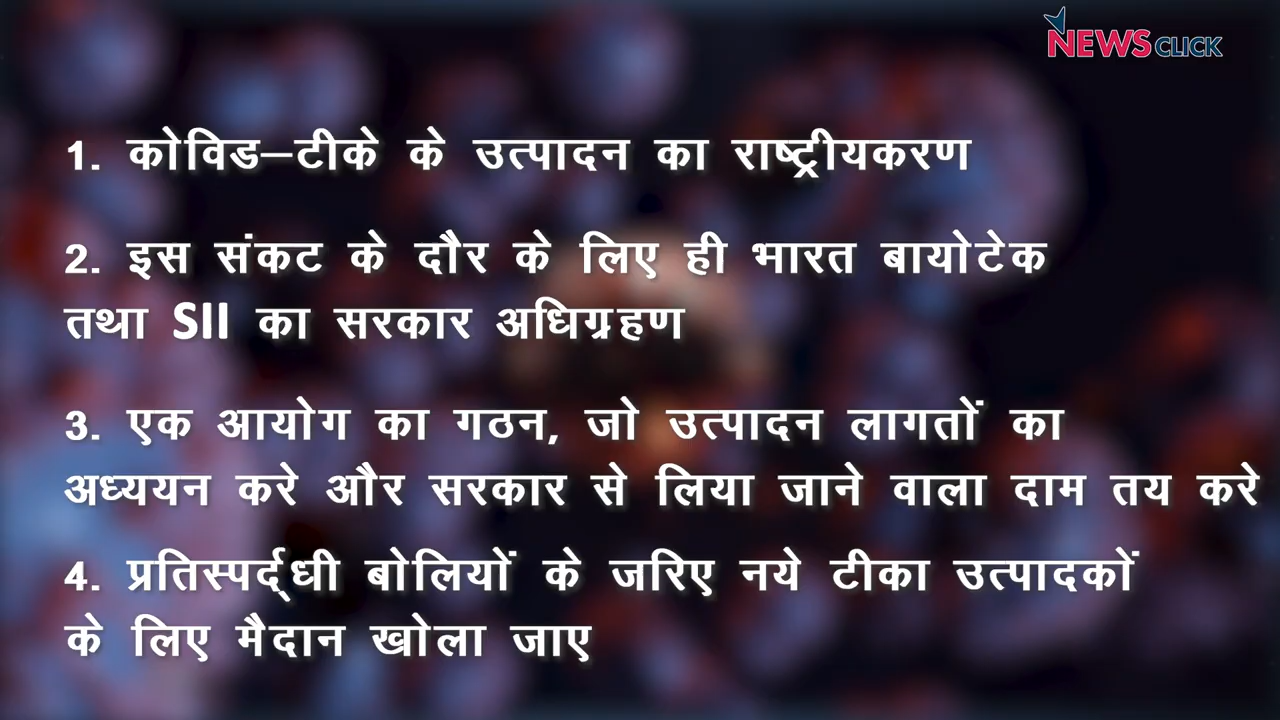 NEWSCLICK
1. कोविड–टीके के उत्पादन का राष्ट्रीयकरण
2. इस संकट के दौर के लिए ही भारत बायोटेक
तथा SII का सरकार अधिग्रहण
3. एक आयोग का गठन, जो उत्पादन लागतों का
अध्ययन करे और सरकार से लिया जाने वाला दाम तय करे
4. प्रतिस्पर्द्धी बोलियों के जरिए नये टीका उत्पादकों
के लिए मैदान खोला जाए